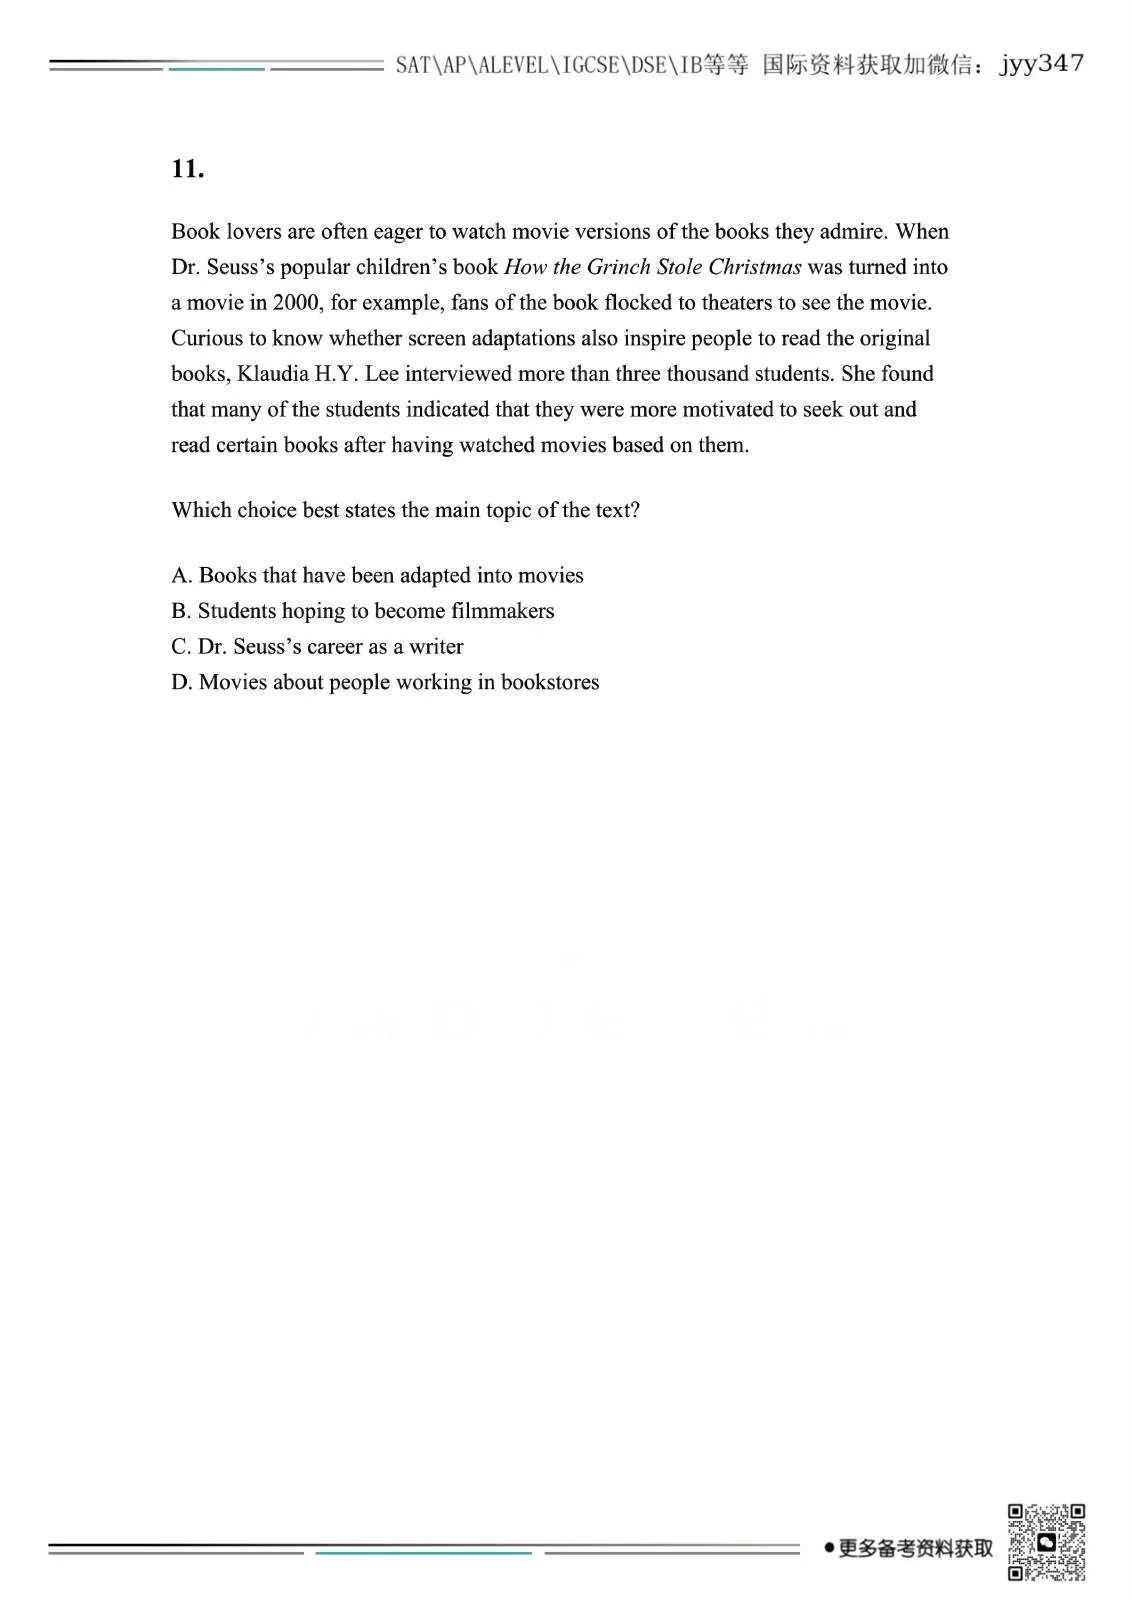 SAT\AP\ALEVEL\IGCSE\DSE\IB等等 国际资料获取加微信：jyy347
11.
Book lovers are often eager to watch movie versions of the books they admire. When
Dr. Seuss’s popular children’s book How the Grinch Stole Christmas was turned into
a movie in 2000, for example, fans of the book flocked to theaters to see the movie.
Curious to know whether screen adaptations also inspire people to read the original
books, Klaudia H.Y. Lee interviewed more than three thousand students. She found
that many of the students indicated that they were more motivated to seek out and
read certain books after having watched movies based on them.
Which choice best states the main topic of the text?
A. Books that have been adapted into movies
B. Students hoping to become filmmakers
C. Dr. Seuss’s career as a writer
D. Movies about people working in bookstores
●更多备考资料获取